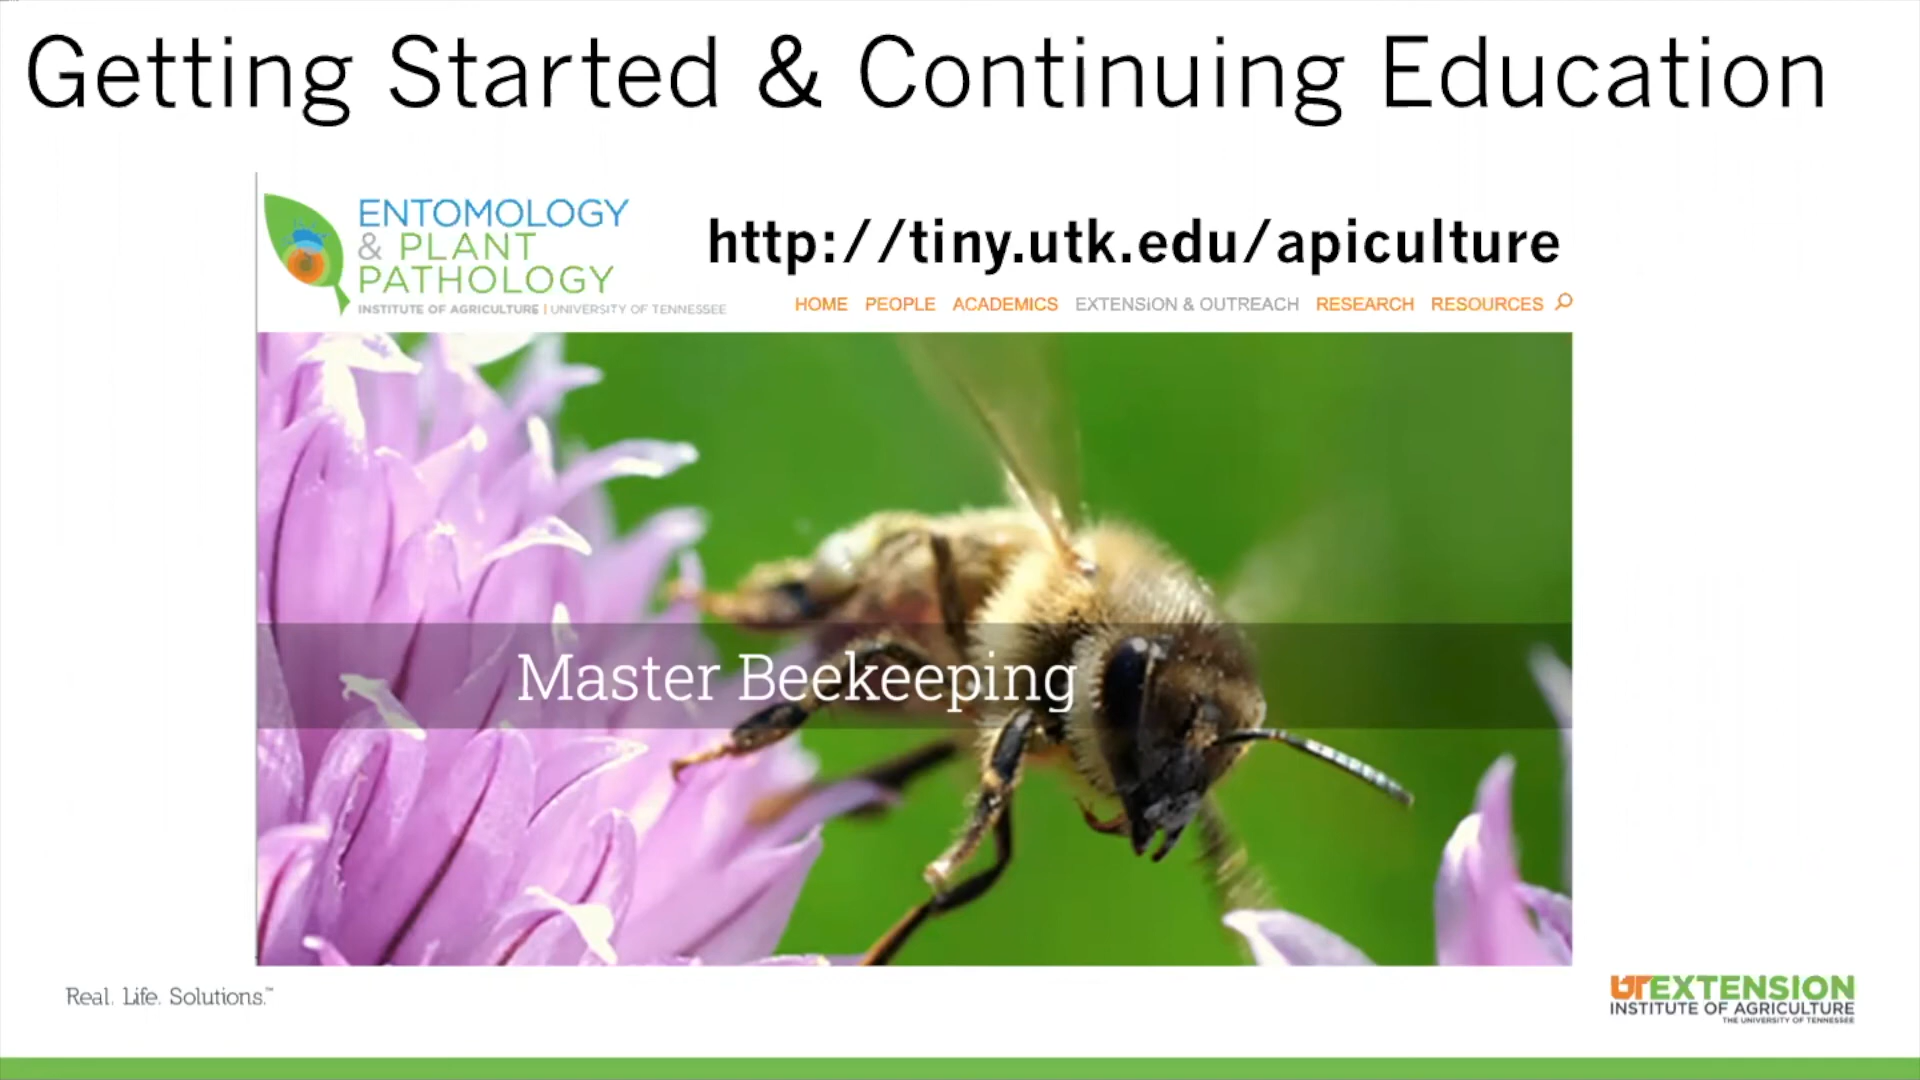 Getting Started & Continuing Education
ENTOMOLOGY
& PLANT
PATHOLOGY
INSTITUTE OF AGRICULTURE | UNIVERSITY OF TENNESSEE
http://tiny.utk.edu/apiculture
HOME PEOPLE ACADEMICS EXTENSION & OUTREACH RESEARCH RESOURCES
Master Beekeeping
Real. Life. Solutions.™
UTEXTENSION
INSTITUTE OF AGRICULTURE
THE UNIVERSITY OF TENNESSEE